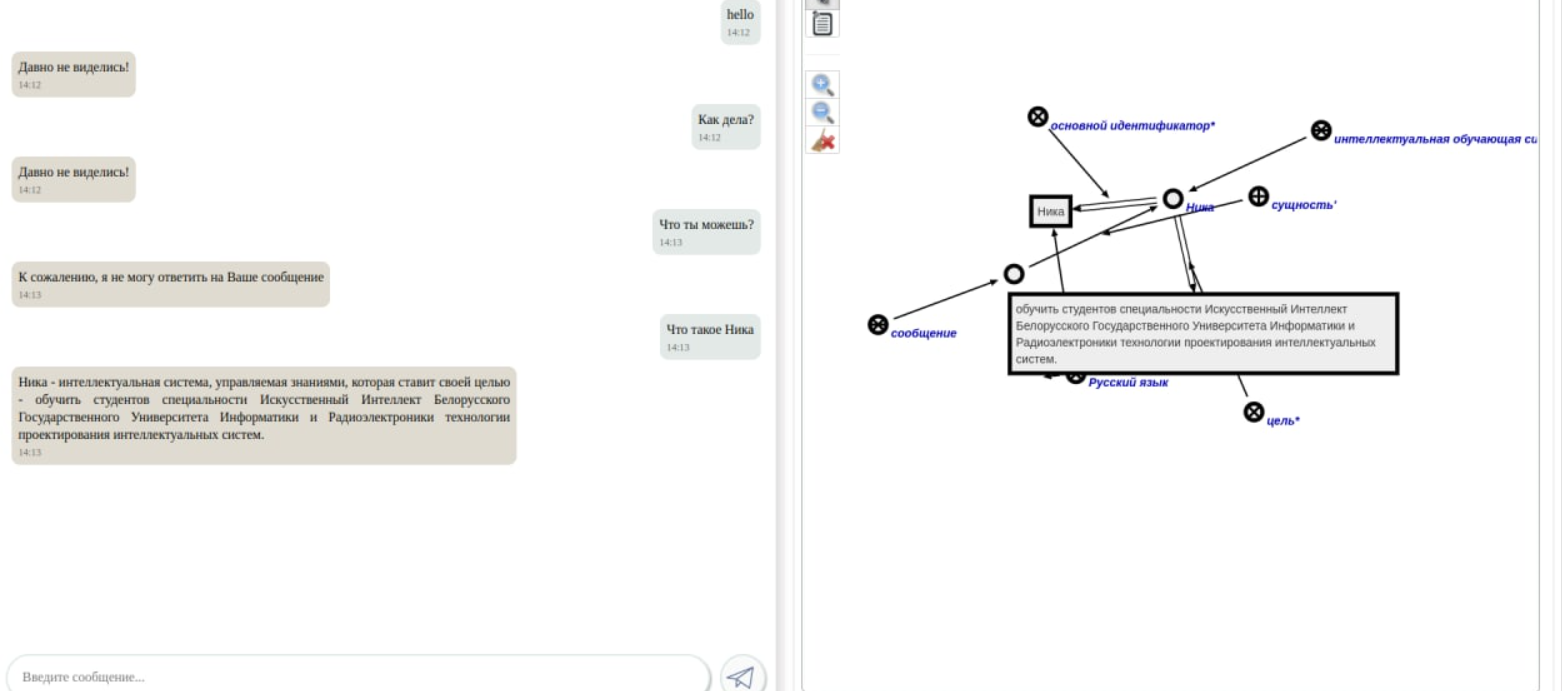 hello
14:12
Давно не виделись!
14:12
Как дела?
14:12
Давно не виделись!
14:12
Что ты можешь?
14:13
К сожалению, я не могу ответить на Ваше сообщение
14:13
Что такое Ника
14:13
Ника - интеллектуальная система, управляемая знаниями, которая ставит своей целью
- обучить студентов специальности Искусственный Интеллект Белорусского
Государственного Университета Информатики и Радиоэлектроники технологии
проектирования интеллектуальных систем.
14:13
Введите сообщение...
основной идентификатор*
интеллектуальная обучающая си
Ника
Ника
сущность'
обучить студентов специальности Искусственный Интеллект
Белорусского Государственного Университета Информатики и
Радиоэлектроники технологии проектирования интеллектуальных
систем.
сообщение
Русский язык
цель*